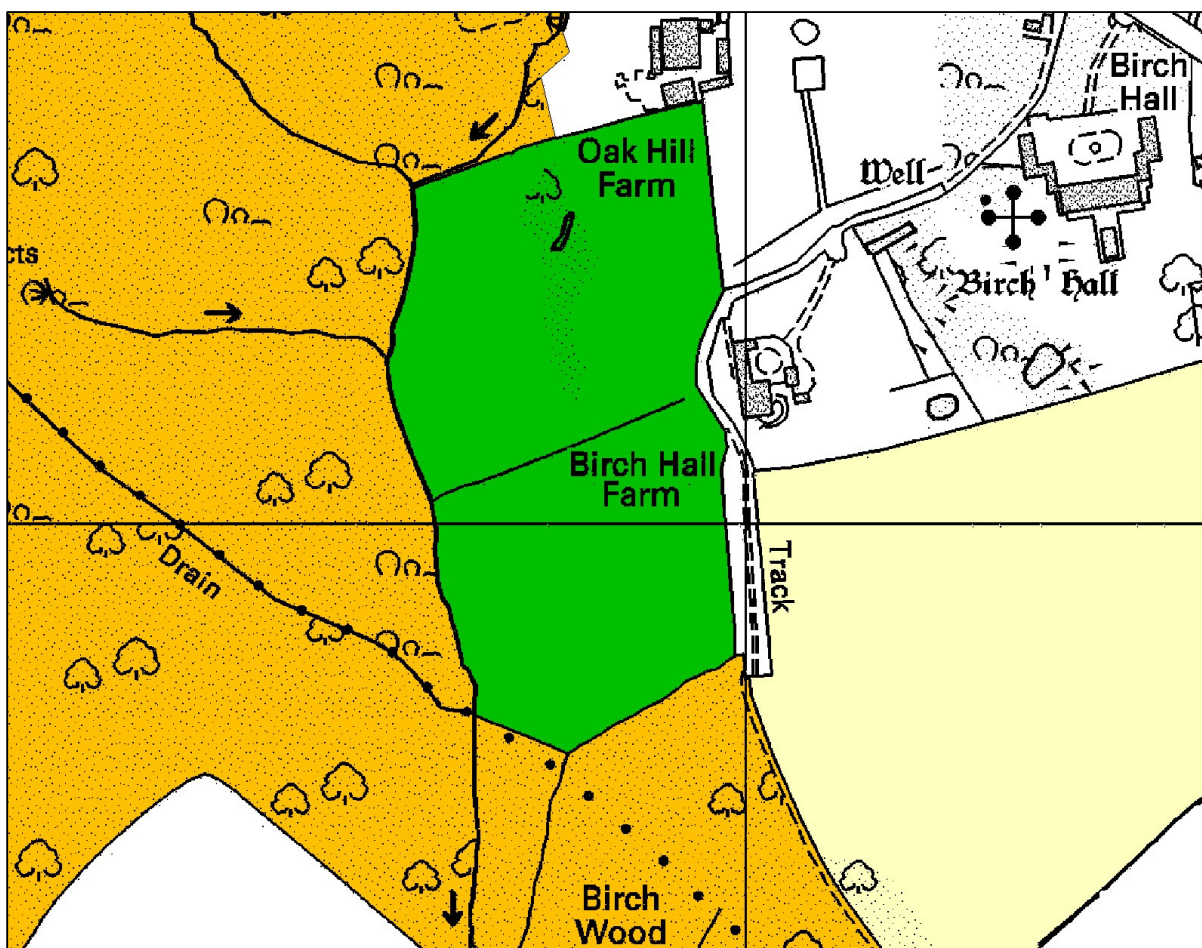 Birch
Hall
Oak Hill
Farm
Well
cts
Birch Hall
Birch Hall
Farm
Track
Drain
Birch
Wood